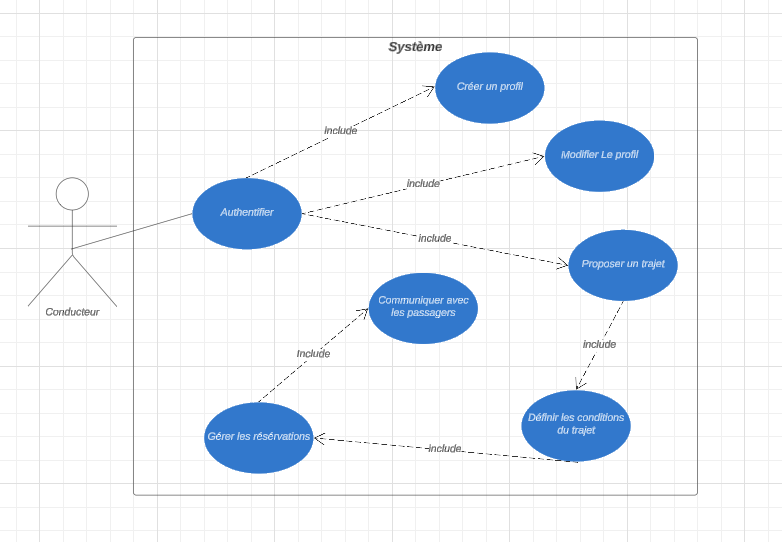 Système
Créer un profil
include
Modifier Le profil
include
Authentifier
include
Proposer un trajet
Communiquer avec
les passagers
Conducteur
include
Include
Définir les conditions
du trajet
Gérer les résérvations
include